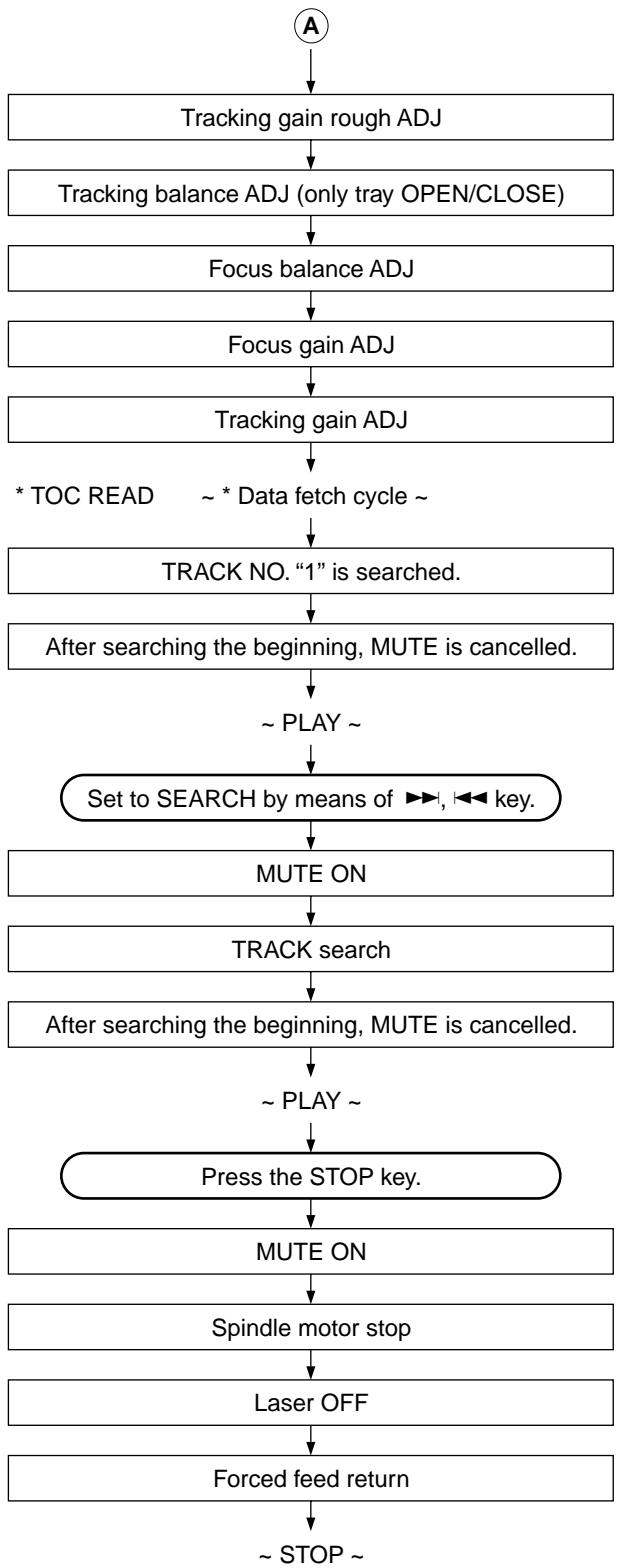 A
Tracking gain rough ADJ
Tracking balance ADJ (only tray OPEN/CLOSE)
Focus balance ADJ
Focus gain ADJ
Tracking gain ADJ
* TOC READ ~ * Data fetch cycle ~
TRACK NO. “1” is searched.
After searching the beginning, MUTE is cancelled.
~ PLAY ~
Set to SEARCH by means of ►►|, |◄◄ key.
MUTE ON
TRACK search
After searching the beginning, MUTE is cancelled.
~ PLAY ~
Press the STOP key.
MUTE ON
Spindle motor stop
Laser OFF
Forced feed return
~ STOP ~